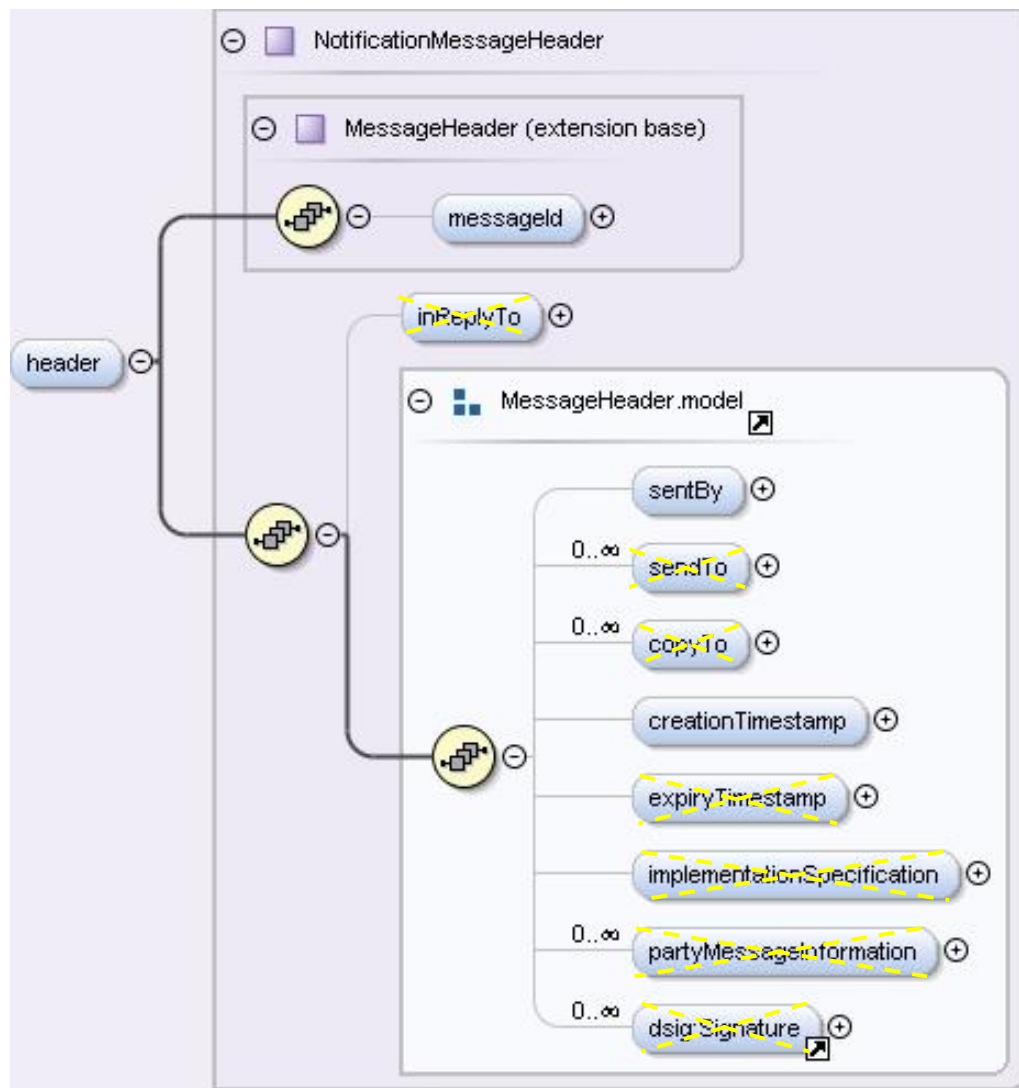 NotificationMessageHeader
MessageHeader (extension base)
messageId
inReplyTo
header
MessageHeader.model
sentBy
0..∞
sendTo
0..∞
copyTo
creationTimestamp
expiryTimestamp
implementationSpecification
0..∞
partyMessageInformation
0..∞
dsig:Signature